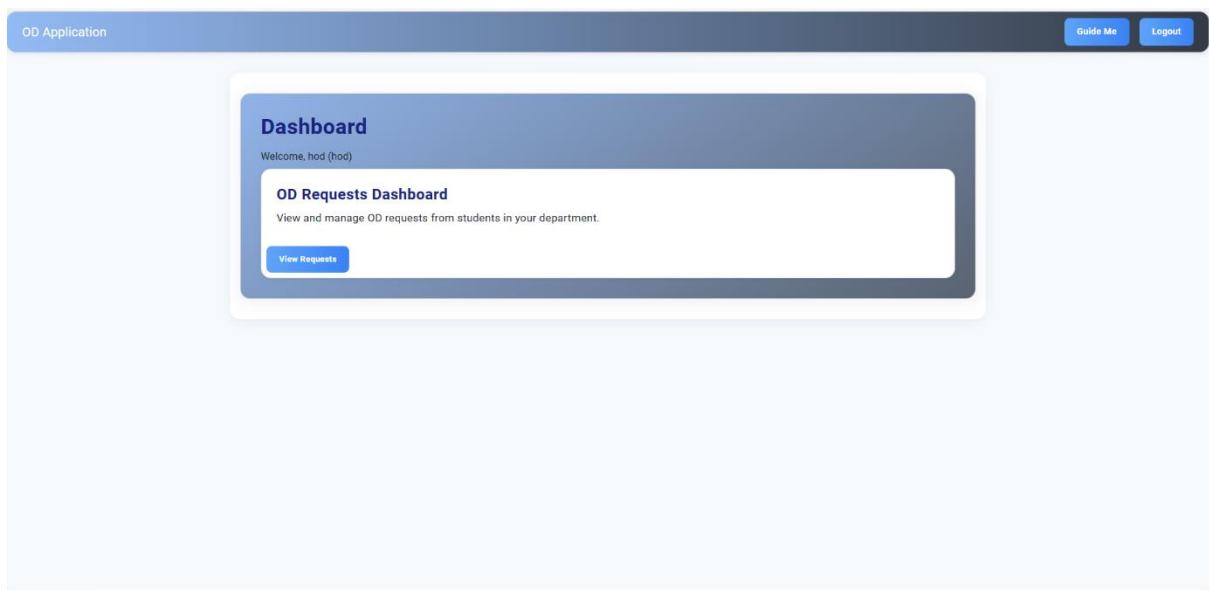 OD Application
Guide Me
Logout
Dashboard
Welcome, hod (hod)
OD Requests Dashboard
View and manage OD requests from students in your department.
View Requests